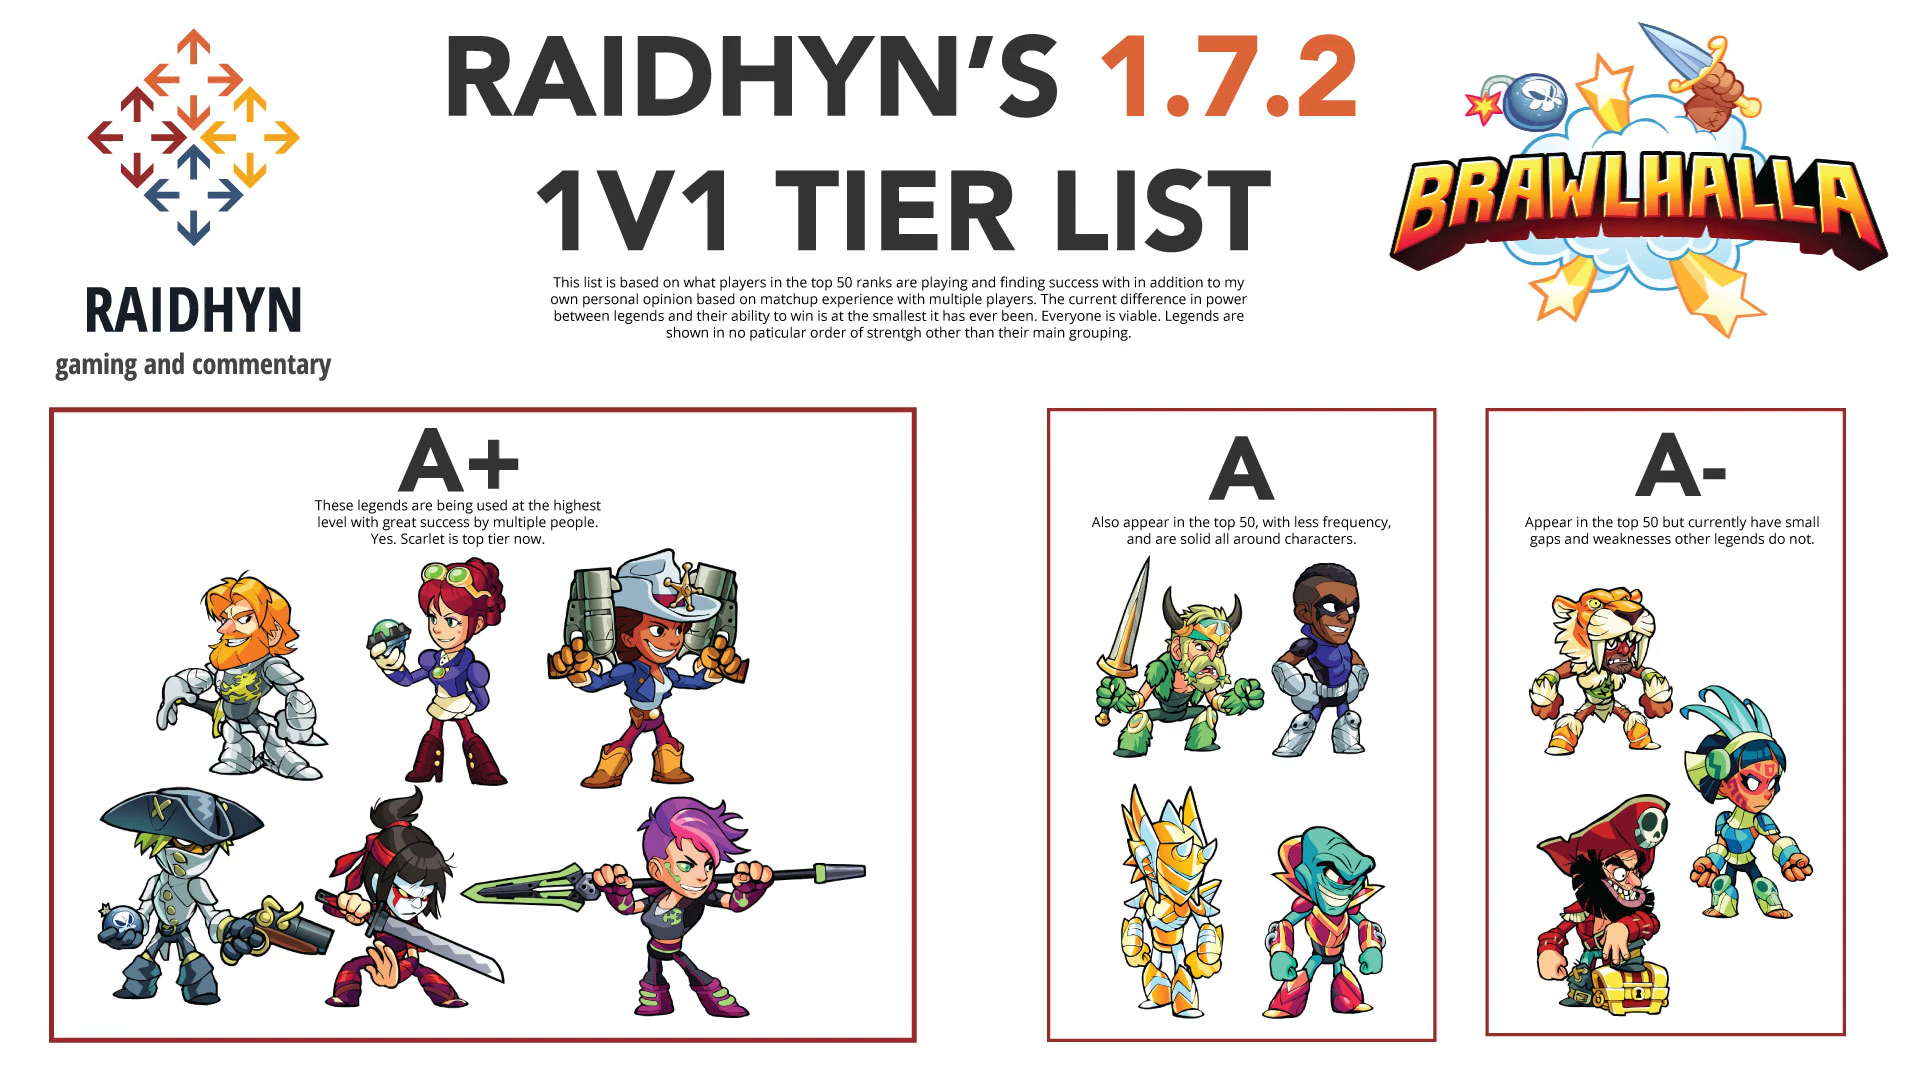 RAIDHYN'S 1.7.2
1V1 TIER LIST
This list is based on what players in the top 50 ranks are playing and finding success with in addition to my
own personal opinion based on matchup experience with multiple players. The current difference in power
between legends and their ability to win is at the smallest it has ever been. Everyone is viable. Legends are
shown in no paticular order of strentgh other than their main grouping.
RAIDHYN
gaming and commentary
BRAWLHALLA
A+
These legends are being used at the highest
level with great success by multiple people.
Yes. Scarlet is top tier now.
A
Also appear in the top 50, with less frequency,
and are solid all around characters.
A-
Appear in the top 50 but currently have small
gaps and weaknesses other legends do not.